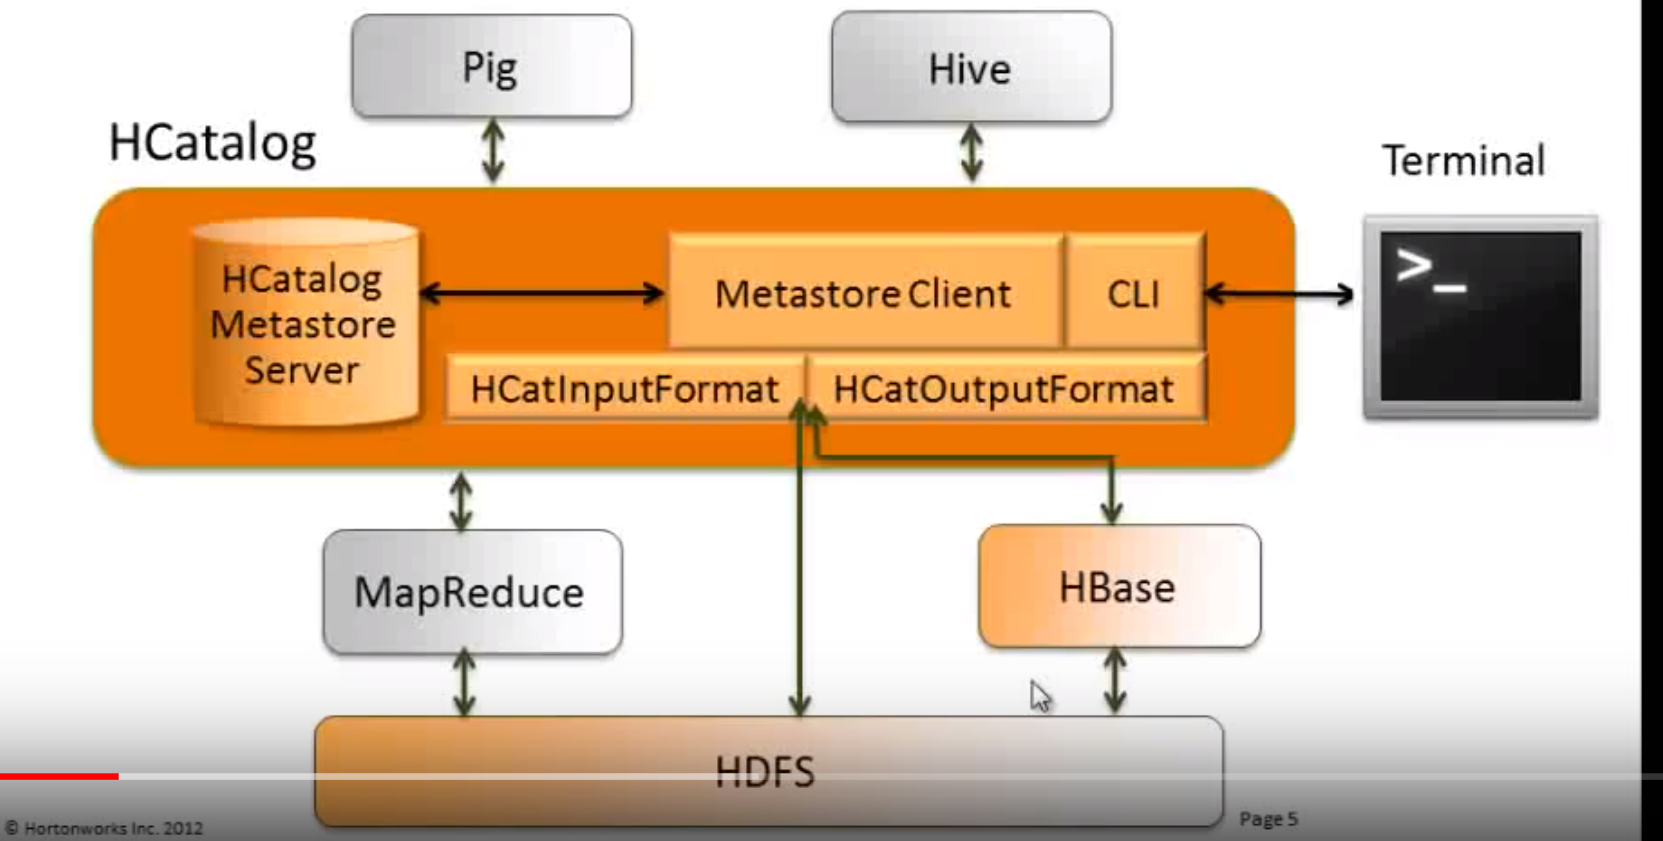 Pig
Hive
HCatalog
Terminal
>_
HCatalog
Metastore
Server
Metastore Client
CLI
HCatInputFormat
HCatOutputFormat
MapReduce
HBase
HDFS
© Hortonworks Inc. 2012
Page 5